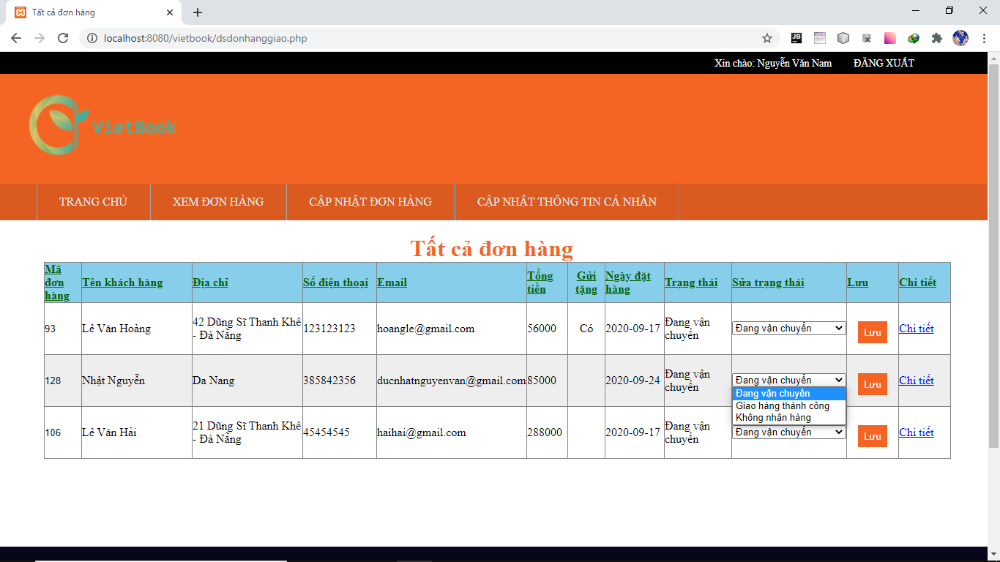 Tất cả đơn hàng
localhost:8080/vietbook/dsdonhanggiao.php
Xin chào: Nguyễn Văn Nam ĐĂNG XUẤT
VietBook
TRANG CHỦ XEM ĐƠN HÀNG CẬP NHẬT ĐƠN HÀNG CẬP NHẬT THÔNG TIN CÁ NHÂN
Tất cả đơn hàng
Mã đơn hàng Tên khách hàng Địa chỉ Số điện thoại Email Tổng tiền Gửi tặng Ngày đặt hàng Trạng thái Sửa trạng thái Lưu Chi tiết
93 Lê Văn Hoàng 42 Dũng Sĩ Thanh Khê - Đà Nẵng 123123123 hoangle@gmail.com 56000 Có 2020-09-17 Đang vận chuyển Đang vận chuyển Lưu Chi tiết
128 Nhật Nguyễn Da Nang 385842356 ducnhatnguyenvan@gmail.com 85000 2020-09-24 Đang vận chuyển Đang vận chuyển Lưu Chi tiết
Đang vận chuyển
Giao hàng thành công
Không nhận hàng
106 Lê Văn Hải 21 Dũng Sĩ Thanh Khê - Đà Nẵng 45454545 haihai@gmail.com 288000 2020-09-17 Đang vận chuyển Đang vận chuyển Lưu Chi tiết